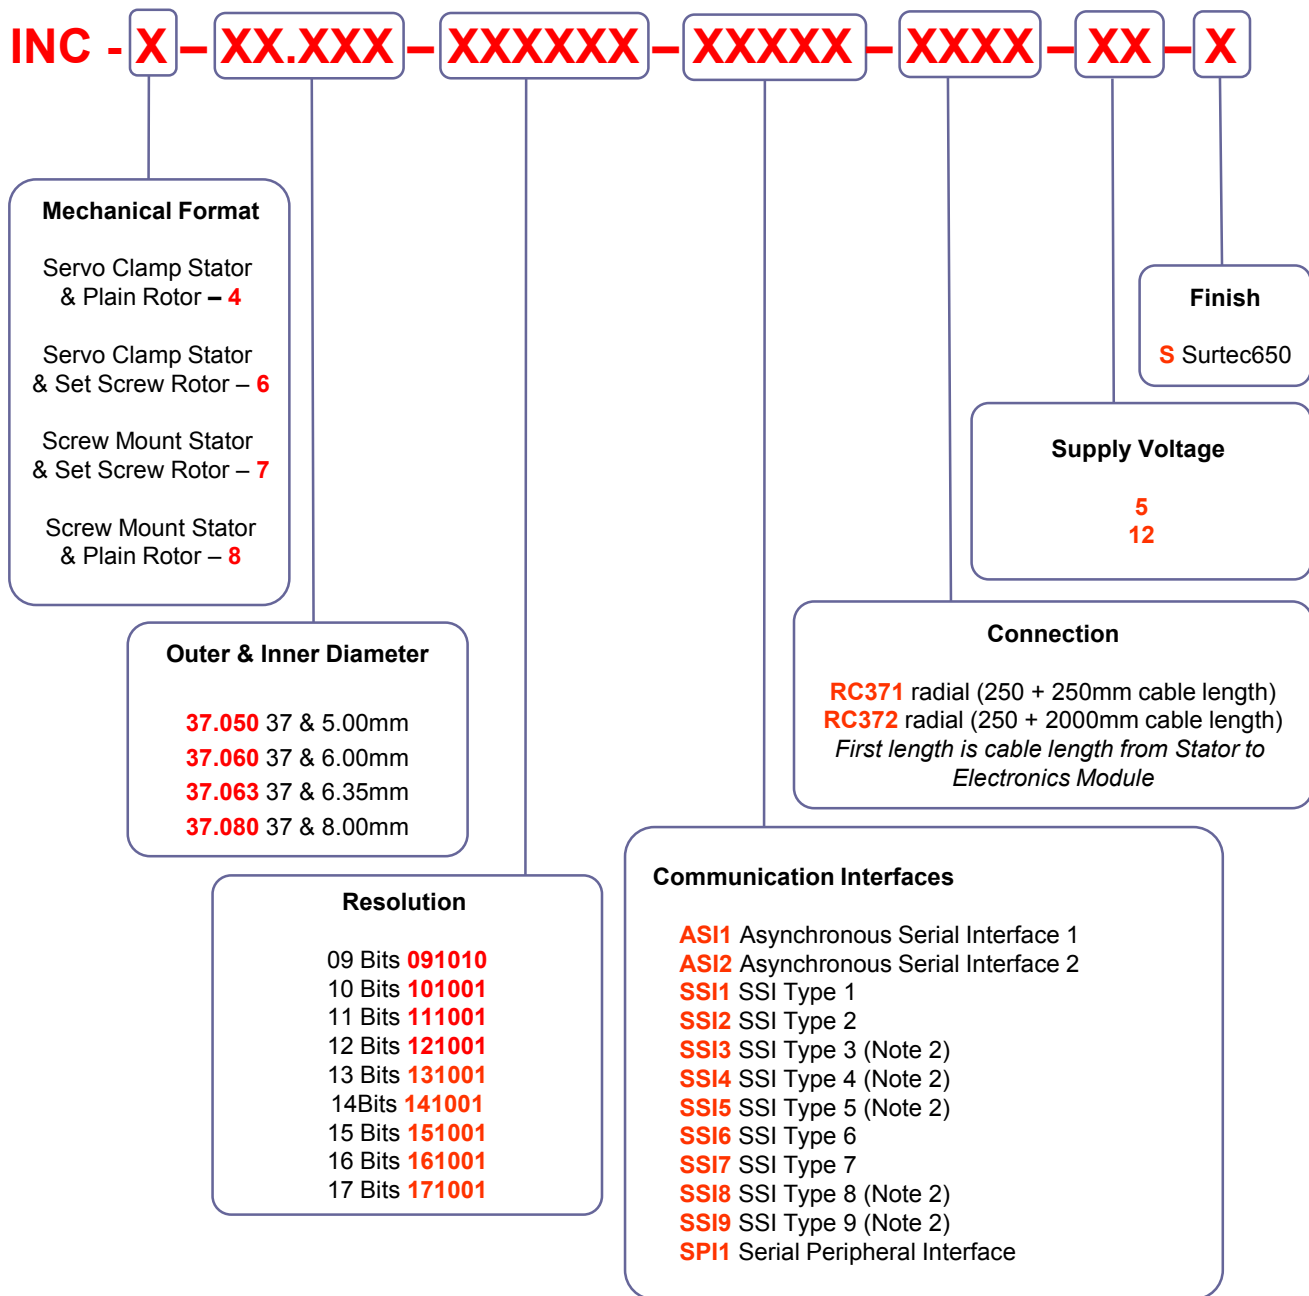 INC - X – XX.XXX – XXXXXX – XXXXX – XXXX – XX – X
Mechanical Format
Servo Clamp Stator
& Plain Rotor – 4
Servo Clamp Stator
& Set Screw Rotor – 6
Screw Mount Stator
& Set Screw Rotor – 7
Screw Mount Stator
& Plain Rotor – 8
Outer & Inner Diameter
37.050 37 & 5.00mm
37.060 37 & 6.00mm
37.063 37 & 6.35mm
37.080 37 & 8.00mm
Resolution
09 Bits 091010
10 Bits 101001
11 Bits 111001
12 Bits 121001
13 Bits 131001
14Bits 141001
15 Bits 151001
16 Bits 161001
17 Bits 171001
Communication Interfaces
ASI1 Asynchronous Serial Interface 1
ASI2 Asynchronous Serial Interface 2
SSI1 SSI Type 1
SSI2 SSI Type 2
SSI3 SSI Type 3 (Note 2)
SSI4 SSI Type 4 (Note 2)
SSI5 SSI Type 5 (Note 2)
SSI6 SSI Type 6
SSI7 SSI Type 7
SSI8 SSI Type 8 (Note 2)
SSI9 SSI Type 9 (Note 2)
SPI1 Serial Peripheral Interface
Connection
RC371 radial (250 + 250mm cable length)
RC372 radial (250 + 2000mm cable length)
First length is cable length from Stator to
Electronics Module
Supply Voltage
5
12
Finish
S Surtec650